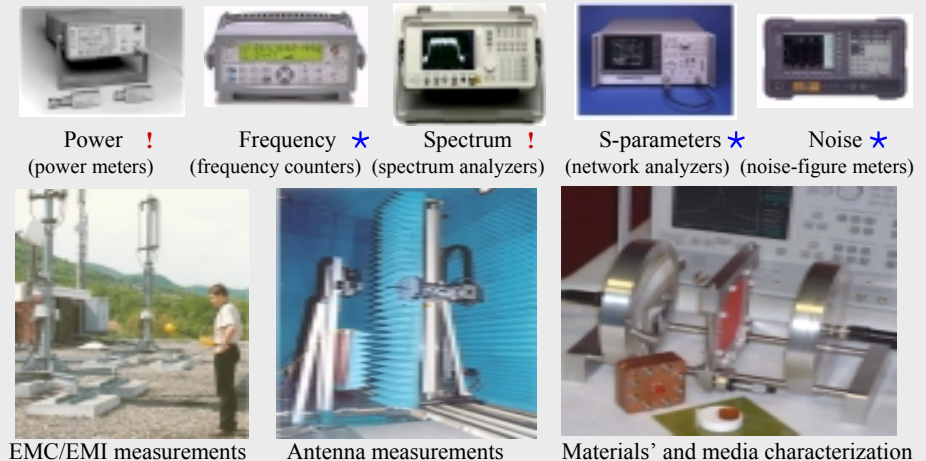 Power !
(power meters)
Frequency *
(frequency counters)
Spectrum !
(spectrum analyzers)
S-parameters *
(network analyzers)
Noise *
(noise-figure meters)
EMC/EMI measurements
Antenna measurements
Materials’ and media characterization